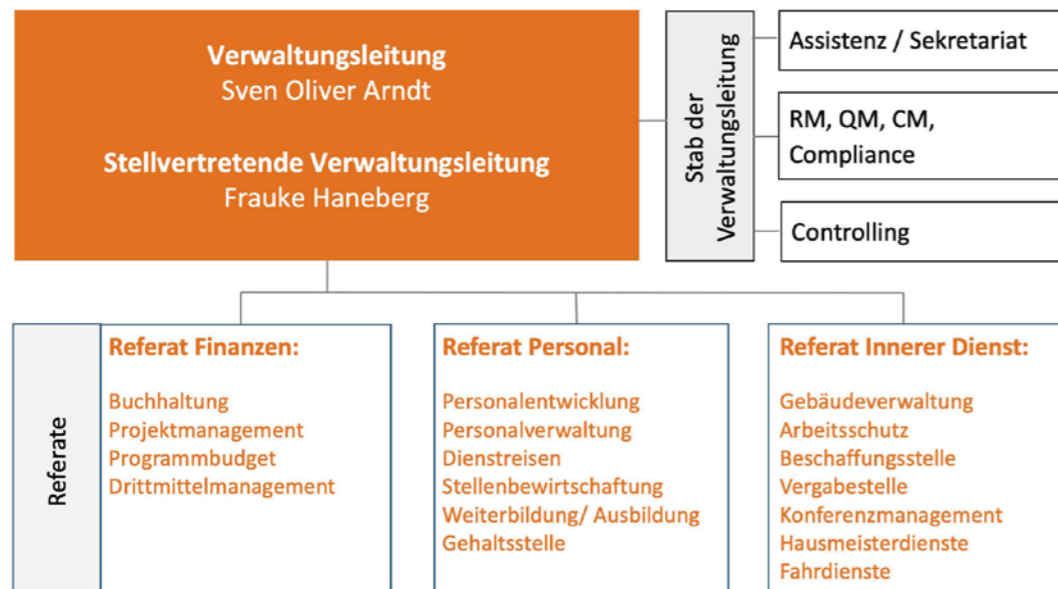 Verwaltungsleitung
Sven Oliver Arndt
Stellvertretende Verwaltungsleitung
Frauke Haneberg
Stab der
Verwaltungsleitung
Assistenz / Sekretariat
RM, QM, CM,
Compliance
Controlling
Referate
Referat Finanzen:
Buchhaltung
Projektmanagement
Programmbudget
Drittmittelmanagement
Referat Personal:
Personalentwicklung
Personalverwaltung
Dienstreisen
Stellenbewirtschaftung
Weiterbildung/ Ausbildung
Gehaltsstelle
Referat Innerer Dienst:
Gebäudeverwaltung
Arbeitsschutz
Beschaffungsstelle
Vergabestelle
Konferenzmanagement
Hausmeisterdienste
Fahrdienste